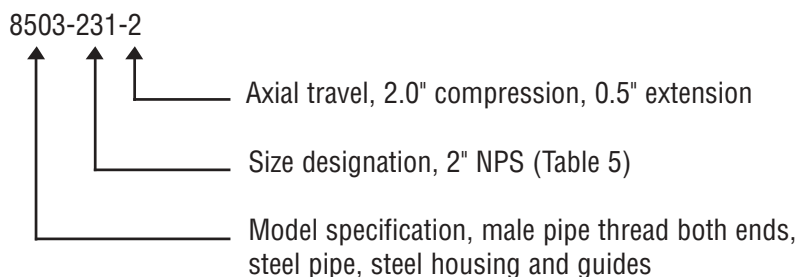 8503-231-2
Axial travel, 2.0" compression, 0.5" extension
Size designation, 2" NPS (Table 5)
Model specification, male pipe thread both ends,
steel pipe, steel housing and guides